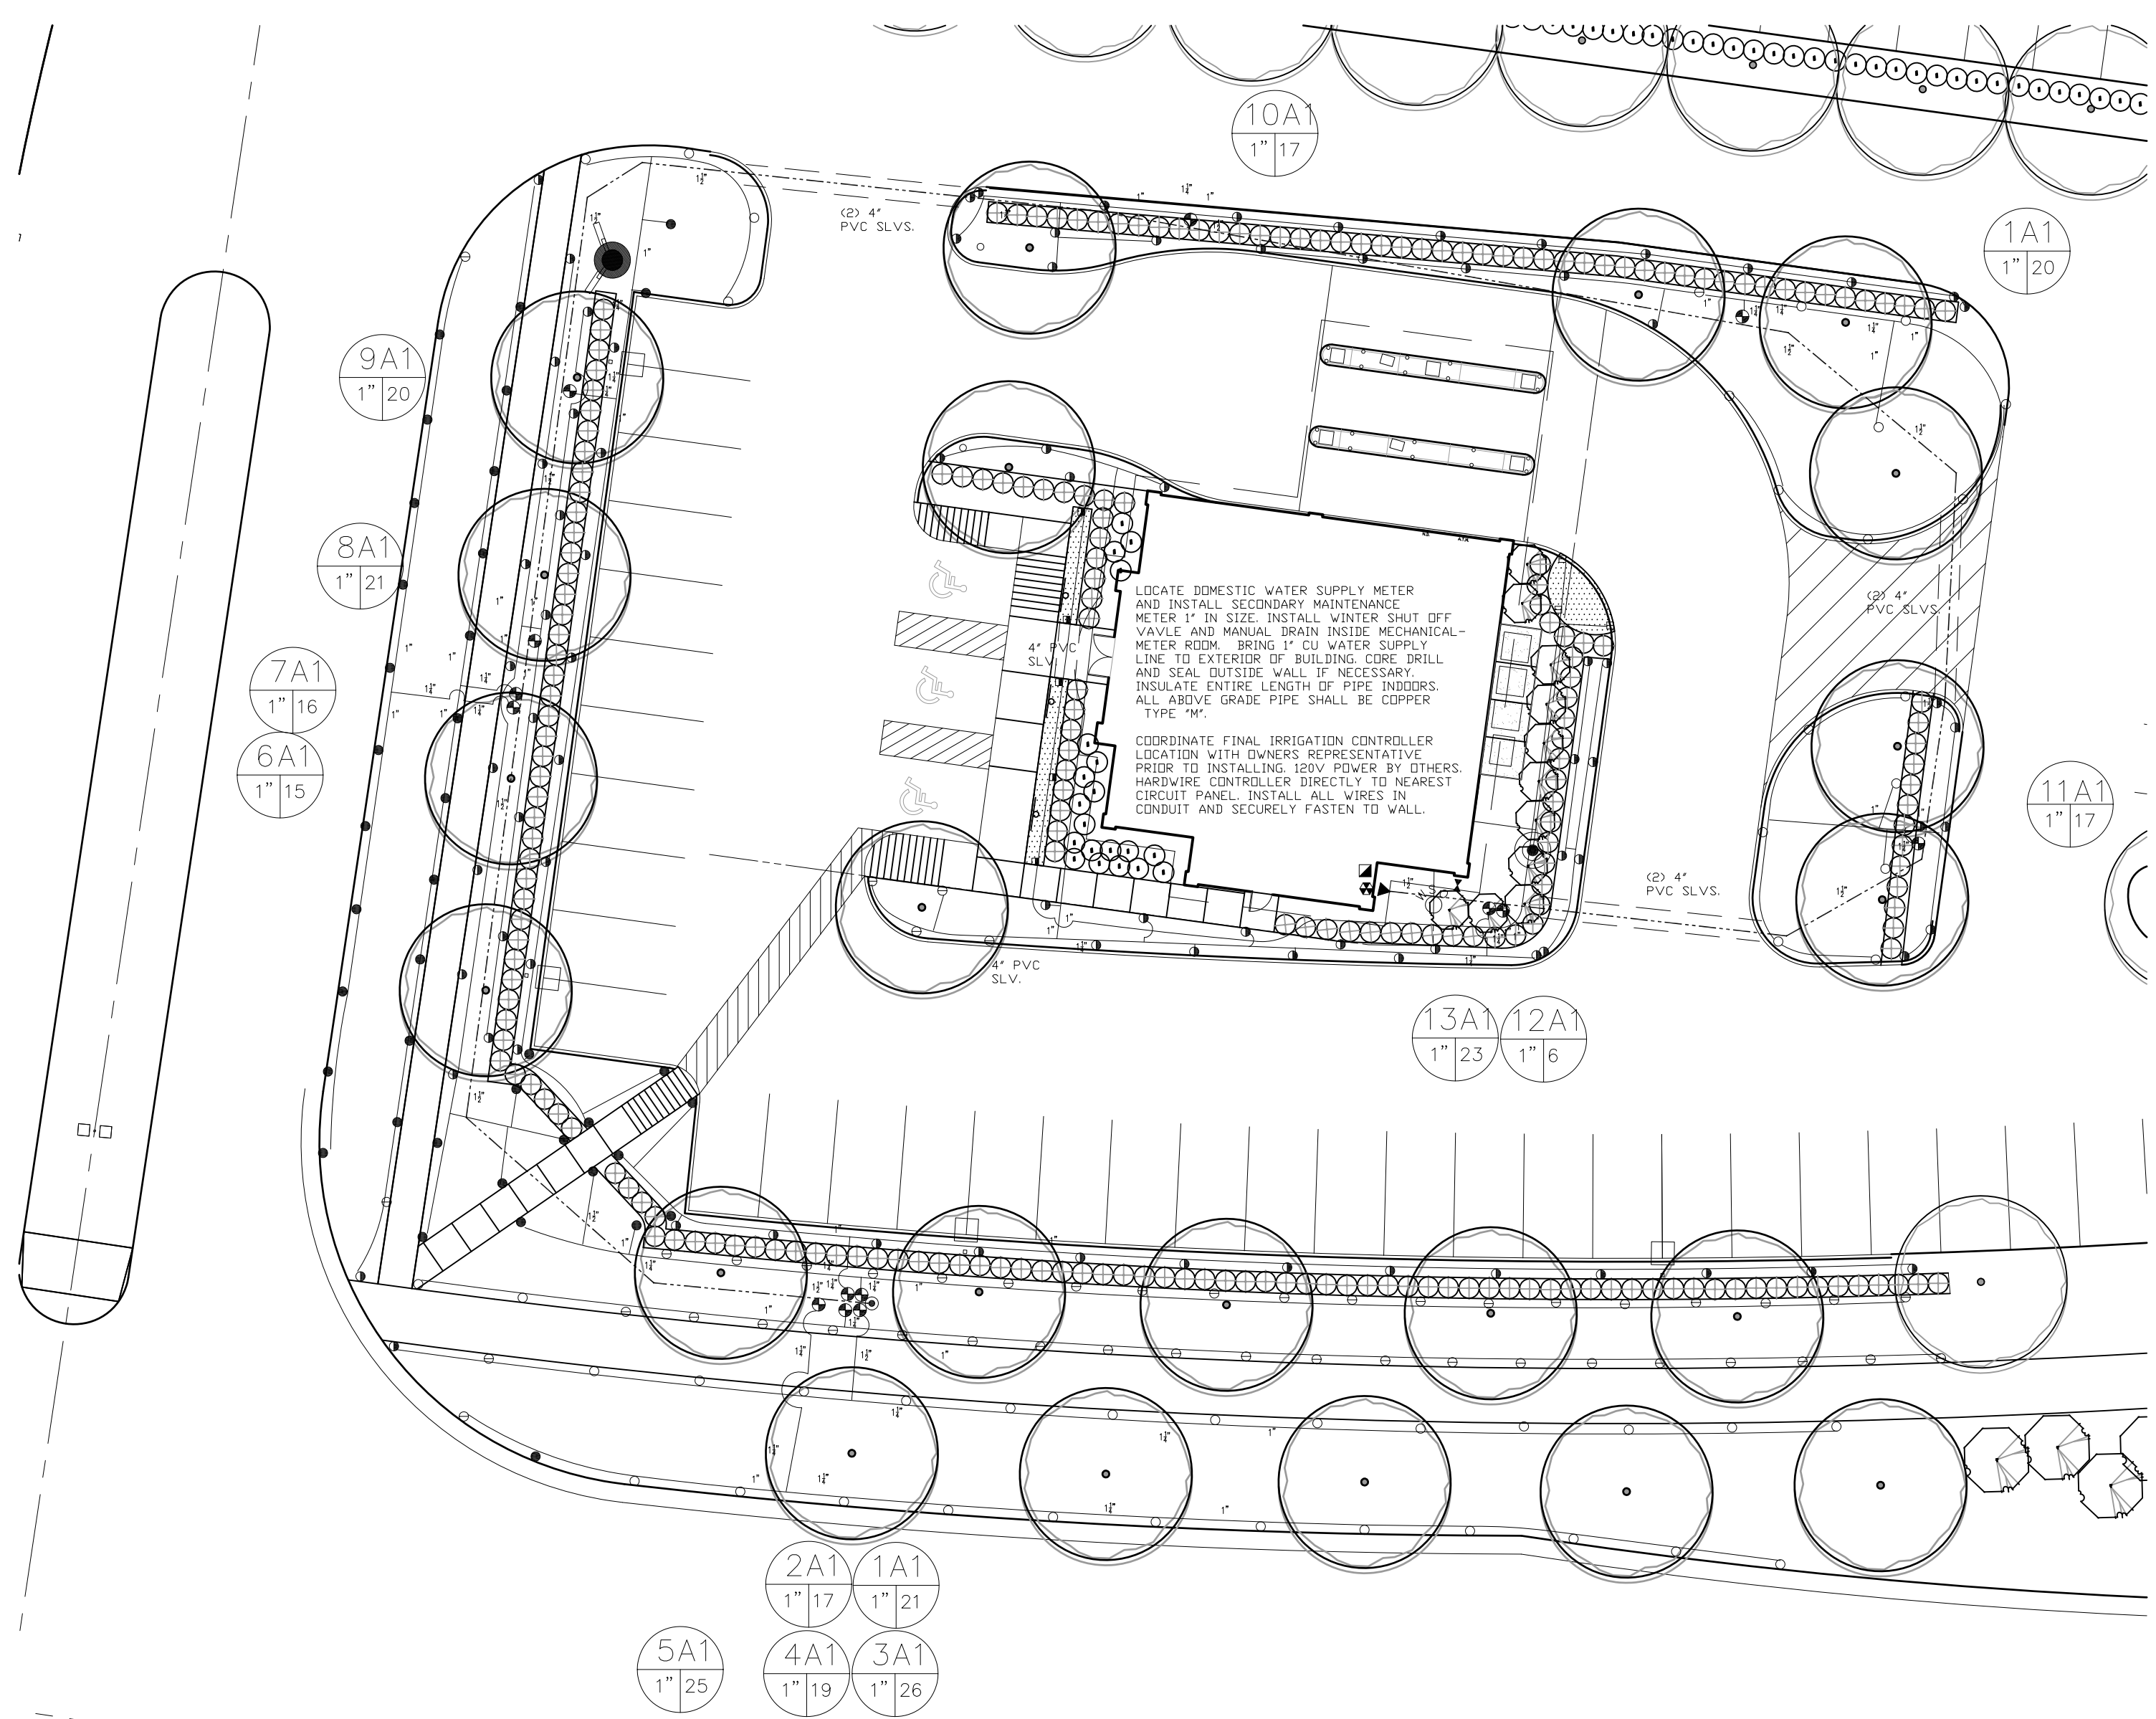 10A1
1" 17
1A1
1" 20
(2) 4"
PVC SLVS.
9A1
1" 20
8A1
1" 21
7A1
1" 16
6A1
1" 15
4" PVC
SLV.
LOCATE DOMESTIC WATER SUPPLY METER
AND INSTALL SECONDARY MAINTENANCE
METER 1" IN SIZE. INSTALL WINTER SHUT OFF
VAVLE AND MANUAL DRAIN INSIDE MECHANICAL-
METER ROOM. BRING 1" CU WATER SUPPLY
LINE TO EXTERIOR OF BUILDING. CORE DRILL
AND SEAL OUTSIDE WALL IF NECESSARY.
INSULATE ENTIRE LENGTH OF PIPE INDOORS.
ALL ABOVE GRADE PIPE SHALL BE COPPER
TYPE "M".
COORDINATE FINAL IRRIGATION CONTROLLER
LOCATION WITH OWNERS REPRESENTATIVE
PRIOR TO INSTALLING. 120V POWER BY OTHERS.
HARDWIRE CONTROLLER DIRECTLY TO NEAREST
CIRCUIT PANEL. INSTALL ALL WIRES IN
CONDUIT AND SECURELY FASTEN TO WALL.
(2) 4"
PVC SLVS.
11A1
1" 17
(2) 4"
PVC SLVS.
4" PVC
SLV.
13A1
1" 23
12A1
1" 6
2A1
1" 17
1A1
1" 21
5A1
1" 25
4A1
1" 19
3A1
1" 26